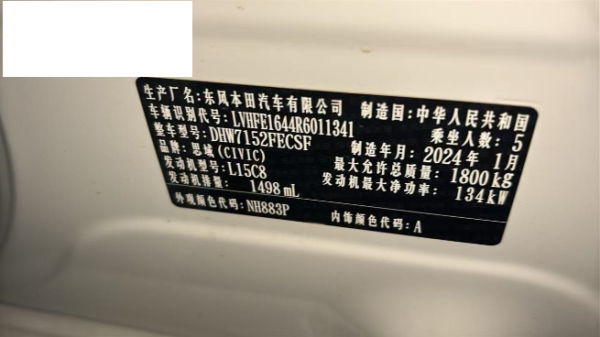 生产厂名:东风本田汽车有限公司 制造国:中华人民共和国
车辆识别代号:LVHFE1644R6011341 乘坐人数:5
整车型号:DHW7152FECSF 制造年月:2024年1月
品牌:思域(CIVIC) 最大允许总质量:1800kg
发动机型号:L15C8 发动机最大净功率:134kW
发动机排量:1498mL
外观颜色代码:NH883P 内饰颜色代码:A